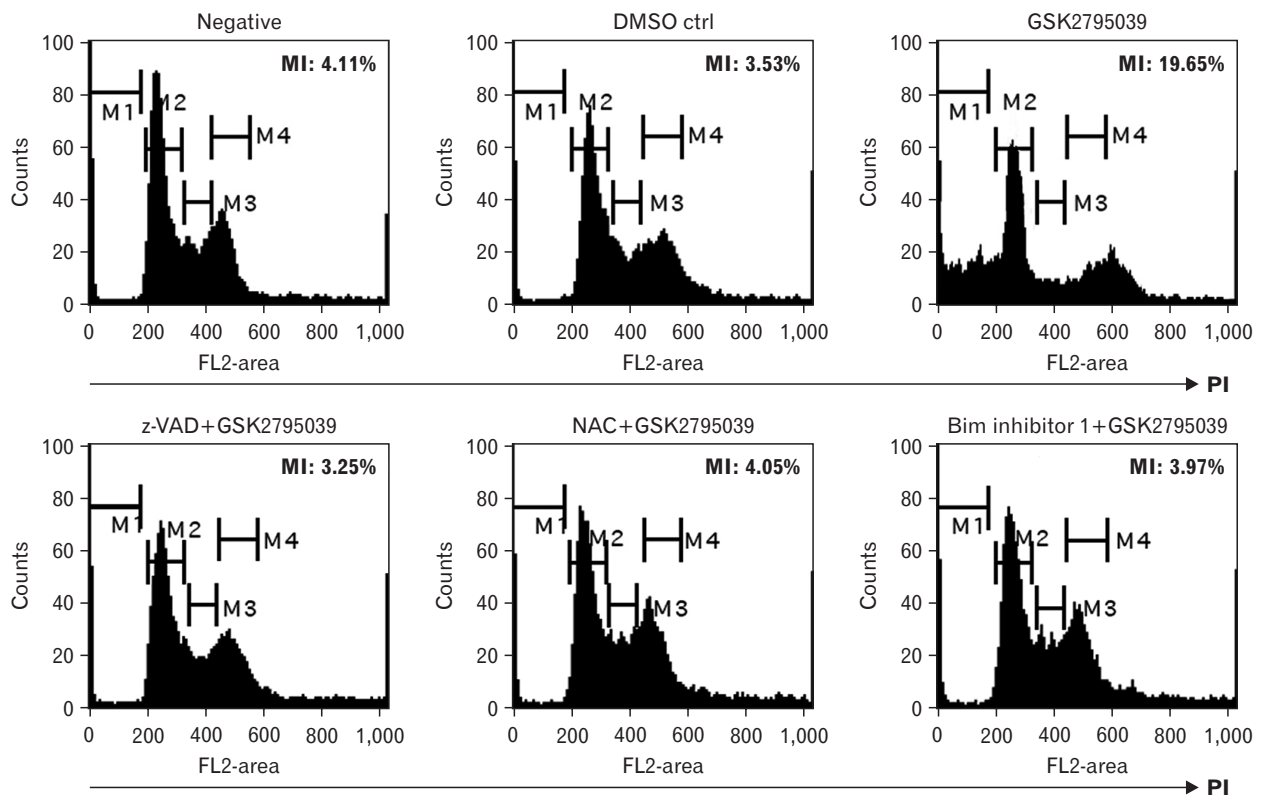 Negative
MI: 4.11%
Counts
100
80
60
40
20
0
M1
M2
M3
M4
0 200 400 600 800 1,000
FL2-area
DMSO ctrl
MI: 3.53%
Counts
100
80
60
40
20
0
M1
M2
M3
M4
0 200 400 600 800 1,000
FL2-area
GSK2795039
MI: 19.65%
Counts
100
80
60
40
20
0
M1
M2
M3
M4
0 200 400 600 800 1,000
FL2-area
PI
z-VAD+GSK2795039
MI: 3.25%
Counts
100
80
60
40
20
0
M1
M2
M3
M4
0 200 400 600 800 1,000
FL2-area
NAC+GSK2795039
MI: 4.05%
Counts
100
80
60
40
20
0
M1
M2
M3
M4
0 200 400 600 800 1,000
FL2-area
Bim inhibitor 1+GSK2795039
MI: 3.97%
Counts
100
80
60
40
20
0
M1
M2
M3
M4
0 200 400 600 800 1,000
FL2-area
PI